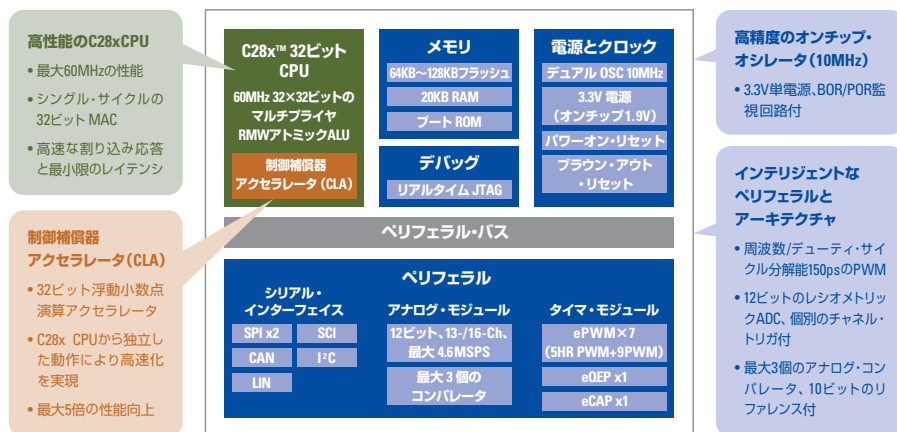 高性能のC28xCPU
• 最大60MHzの性能
• シングル・サイクルの
32ビット MAC
• 高速な割り込み応答
と最小限のレイテンシ
制御補償器
アクセラレータ(CLA)
• 32ビット浮動小数点
演算アクセラレータ
• C28x CPUから独立し
た動作により高速化
を実現
• 最大5倍の性能向上
C28x™ 32ビット
CPU
60MHz 32×32ビットの
マルチプライヤ
RMWアトミックALU
制御補償器
アクセラレータ(CLA)
メモリ
64KB～128KBフラッシュ
20KB RAM
ブート ROM
デバッグ
リアルタイム JTAG
電源とクロック
デュアル OSC 10MHz
3.3V 電源
(オンチップ1.9V)
パワーオン・リセット
ブラウン・アウト
・リセット
ペリフェラル・バス
ペリフェラル
シリアル・
インターフェイス
SPI x2
SCI
CAN
I²C
LIN
アナログ・モジュール
12ビット、13-/16-Ch、
最大 4.6MSPS
最大 3 個の
コンパレータ
タイマ・モジュール
ePWM×7
(5HR PWM+9PWM)
eQEP x1
eCAP x1
高精度のオンチップ・
オシレータ(10MHz)
• 3.3V単電源、BOR/POR監
視回路付
インテリジェントな
ペリフェラルと
アーキテクチャ
• 周波数/デューティ・サイ
クル分解能150psのPWM
• 12ビットのレシオメトリッ
クADC、個別のチャネル・
トリガ付
• 最大3個のアナログ・コン
パレータ、10ビットのリ
ファレンス付